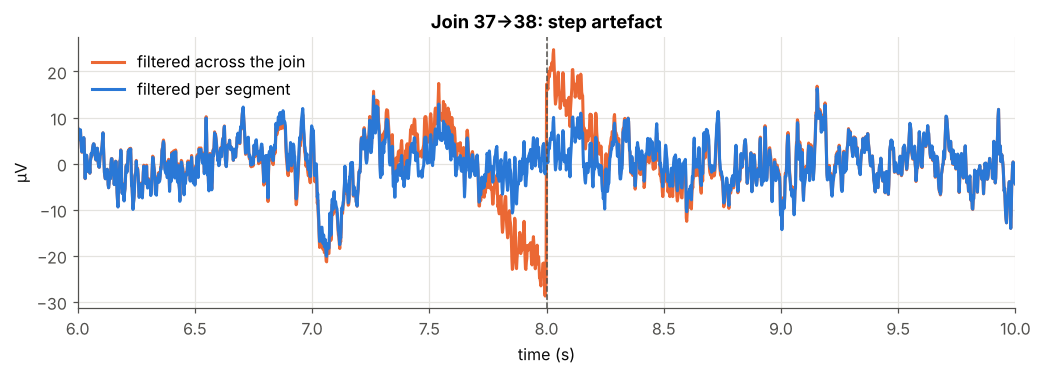 Join 37→38: step artefact
filtered across the join
filtered per segment
µV
20
10
0
−10
−20
−30
6.0 6.5 7.0 7.5 8.0 8.5 9.0 9.5 10.0
time (s)